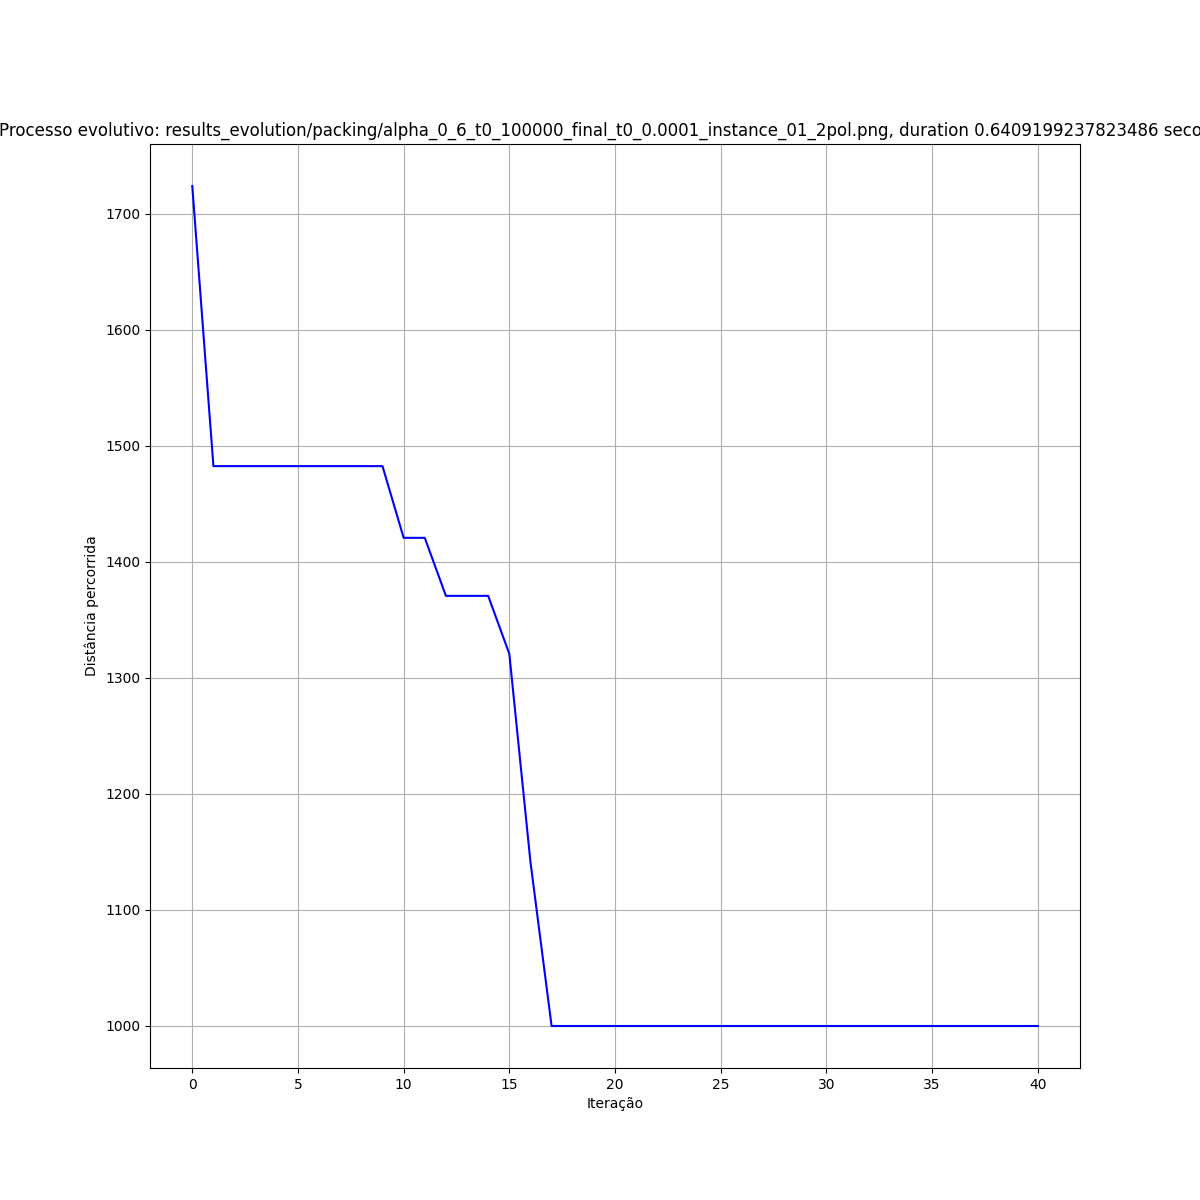 Processo evolutivo: results_evolution/packing/alpha_0_6_t0_100000_final_t0_0.0001_instance_01_2pol.png, duration 0.6409199237823486 seco
1700
1600
1500
1400
1300
1200
1100
1000
Distância percorrida
0 5 10 15 20 25 30 35 40
Iteração